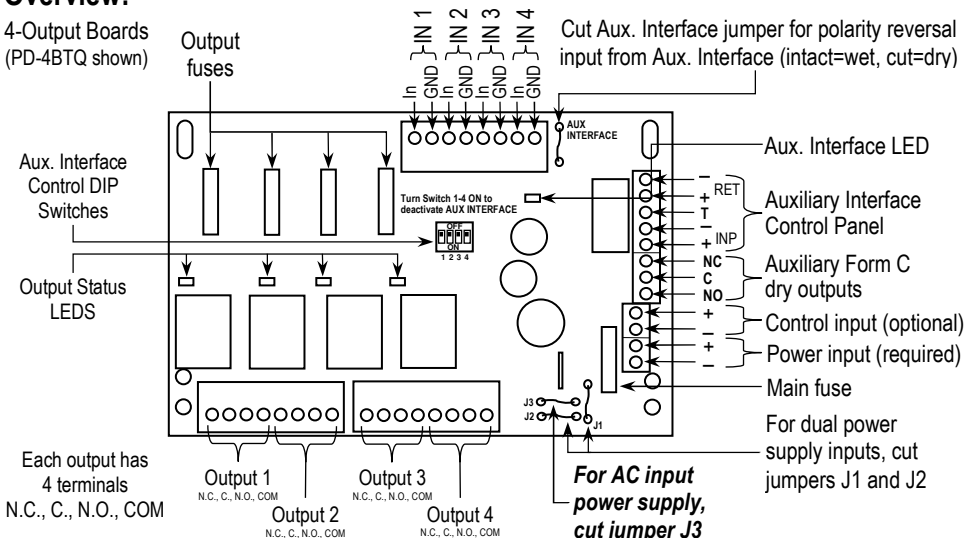 Overview:
4-Output Boards
(PD-4BTQ shown)
Output
fuses
IN 1
IN 2
IN 3
IN 4
In
GND
In
GND
In
GND
In
GND
Cut Aux. Interface jumper for polarity reversal
input from Aux. Interface (intact=wet, cut=dry)
AUX
INTERFACE
Aux. Interface LED
Aux. Interface
Control DIP
Switches
Turn Switch 1-4 ON to
deactivate AUX INTERFACE
OFF
ON
1 2 3 4
− RET
+
T
−
+ INP
Auxiliary Interface
Control Panel
NC
C
NO
Auxiliary Form C
dry outputs
+
−
Control input (optional)
+
−
Power input (required)
Main fuse
Output Status
LEDS
J3
J2
J1
For dual power
supply inputs, cut
jumpers J1 and J2
Each output has
4 terminals
N.C., C., N.O., COM
Output 1
N.C., C., N.O., COM
Output 2
N.C., C., N.O., COM
Output 3
N.C., C., N.O., COM
Output 4
N.C., C., N.O., COM
For AC input
power supply,
cut jumper J3